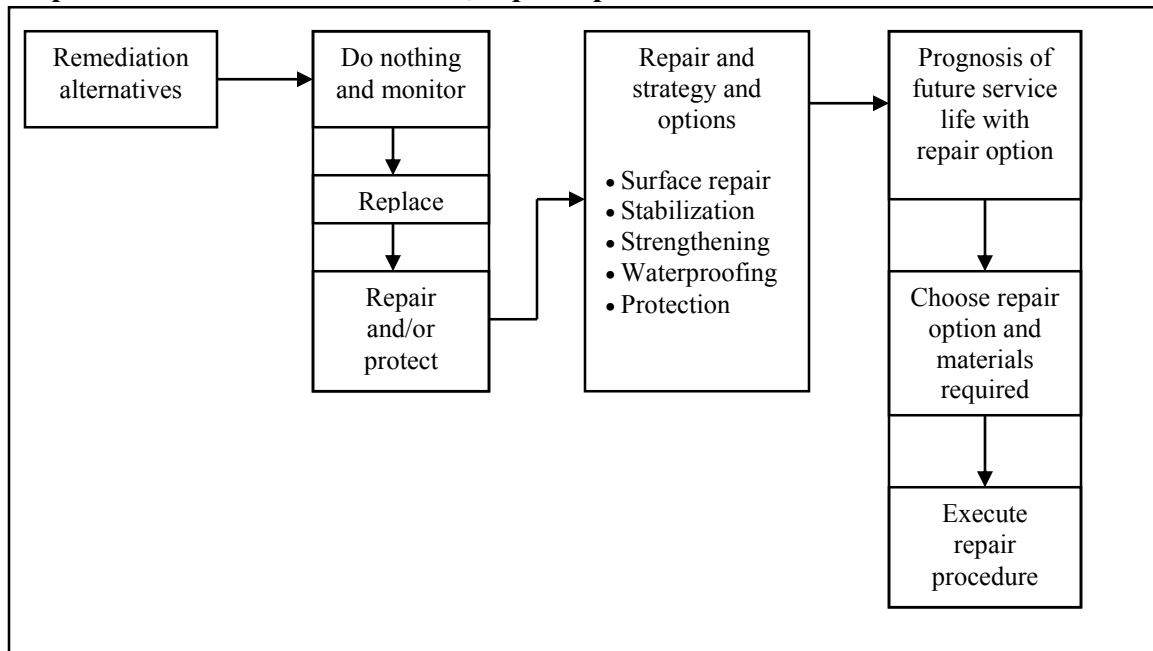 Remediation
alternatives
Do nothing
and monitor
Replace
Repair
and/or
protect
Repair and
strategy and
options
• Surface repair
• Stabilization
• Strengthening
• Waterproofing
• Protection
Prognosis of
future service
life with
repair option
Choose repair
option and
materials
required
Execute
repair
procedure